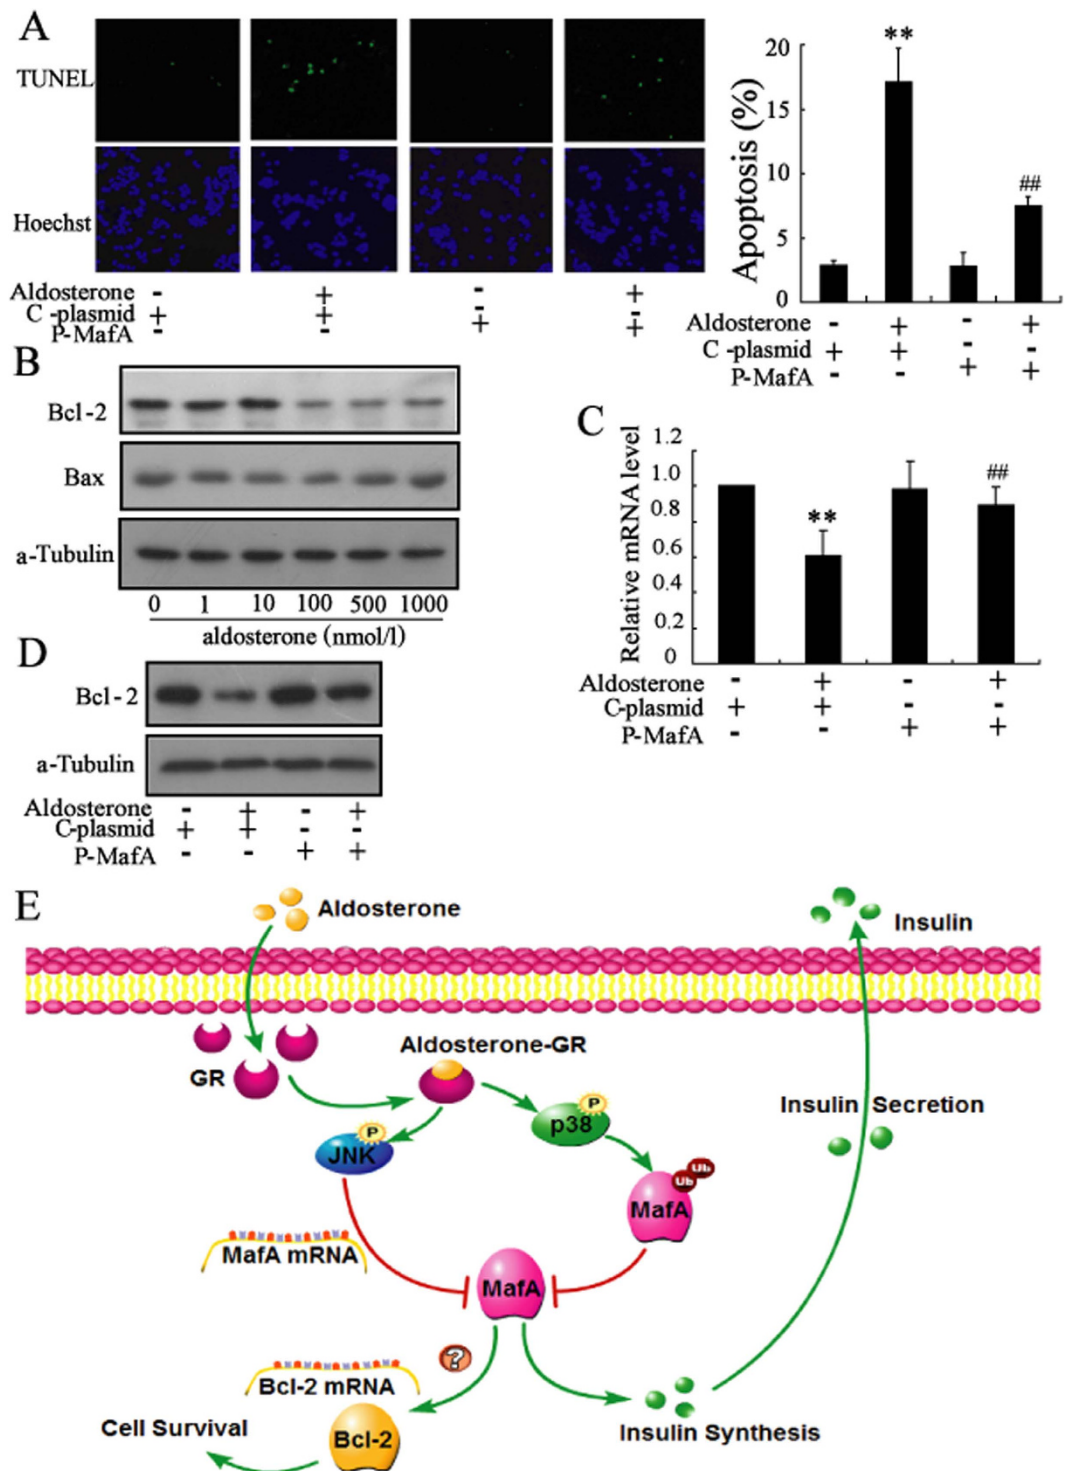 A
TUNEL
Hoechst
Aldosterone - + - +
C -plasmid + + - -
P-MafA - - + +
Apoptosis (%)
20
15
10
5
0
**
##
Aldosterone - + - +
C -plasmid + + - -
P-MafA - - + +
B
Bcl-2
Bax
a-Tubulin
0 1 10 100 500 1000
aldosterone (nmol/l)
C
Relative mRNA level
1.2
1.0
0.8
0.6
0.4
0.2
0
**
##
Aldosterone - + - +
C-plasmid + + - -
P-MafA - - + +
D
Bcl-2
a-Tubulin
Aldosterone - + - +
C-plasmid + + - -
P-MafA - - + +
E
Aldosterone
Insulin
GR
Aldosterone-GR
Insulin Secretion
P
JNK
P
p38
Ub Ub
MafA
MafA mRNA
MafA
?
Bcl-2 mRNA
Insulin Synthesis
Cell Survival
Bcl-2